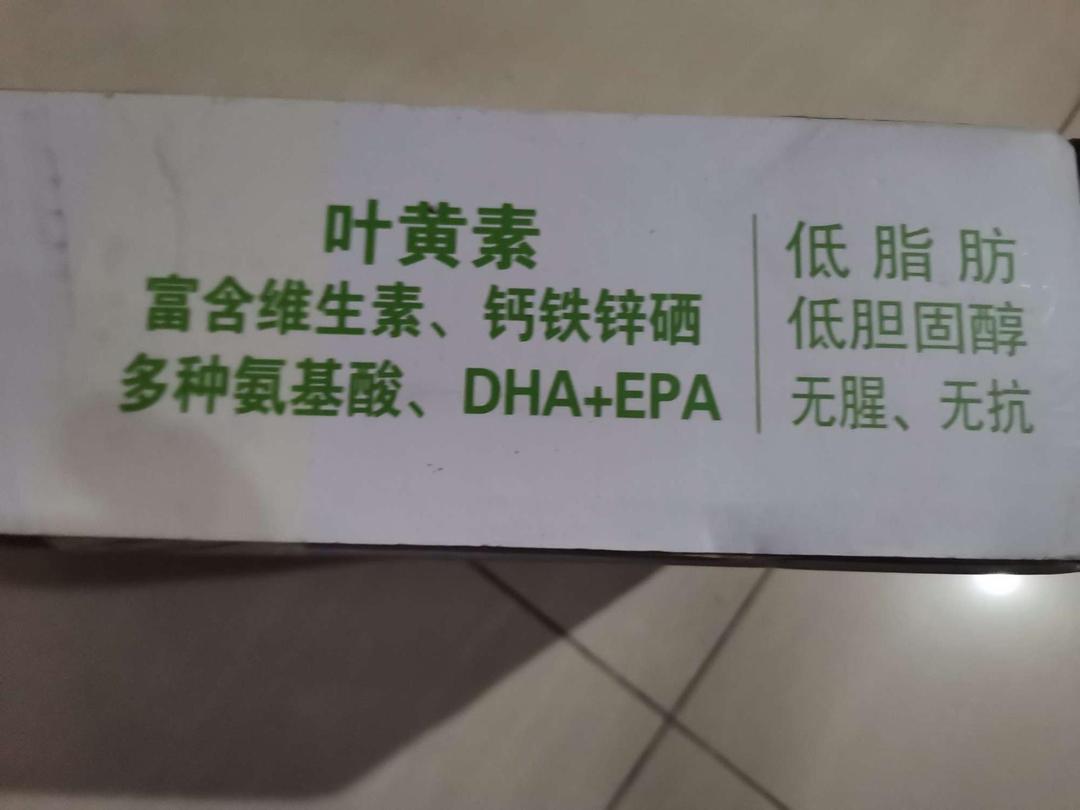 叶黄素
富含维生素、钙铁锌硒
多种氨基酸、DHA+EPA
低脂肪
低胆固醇
无腥、无抗